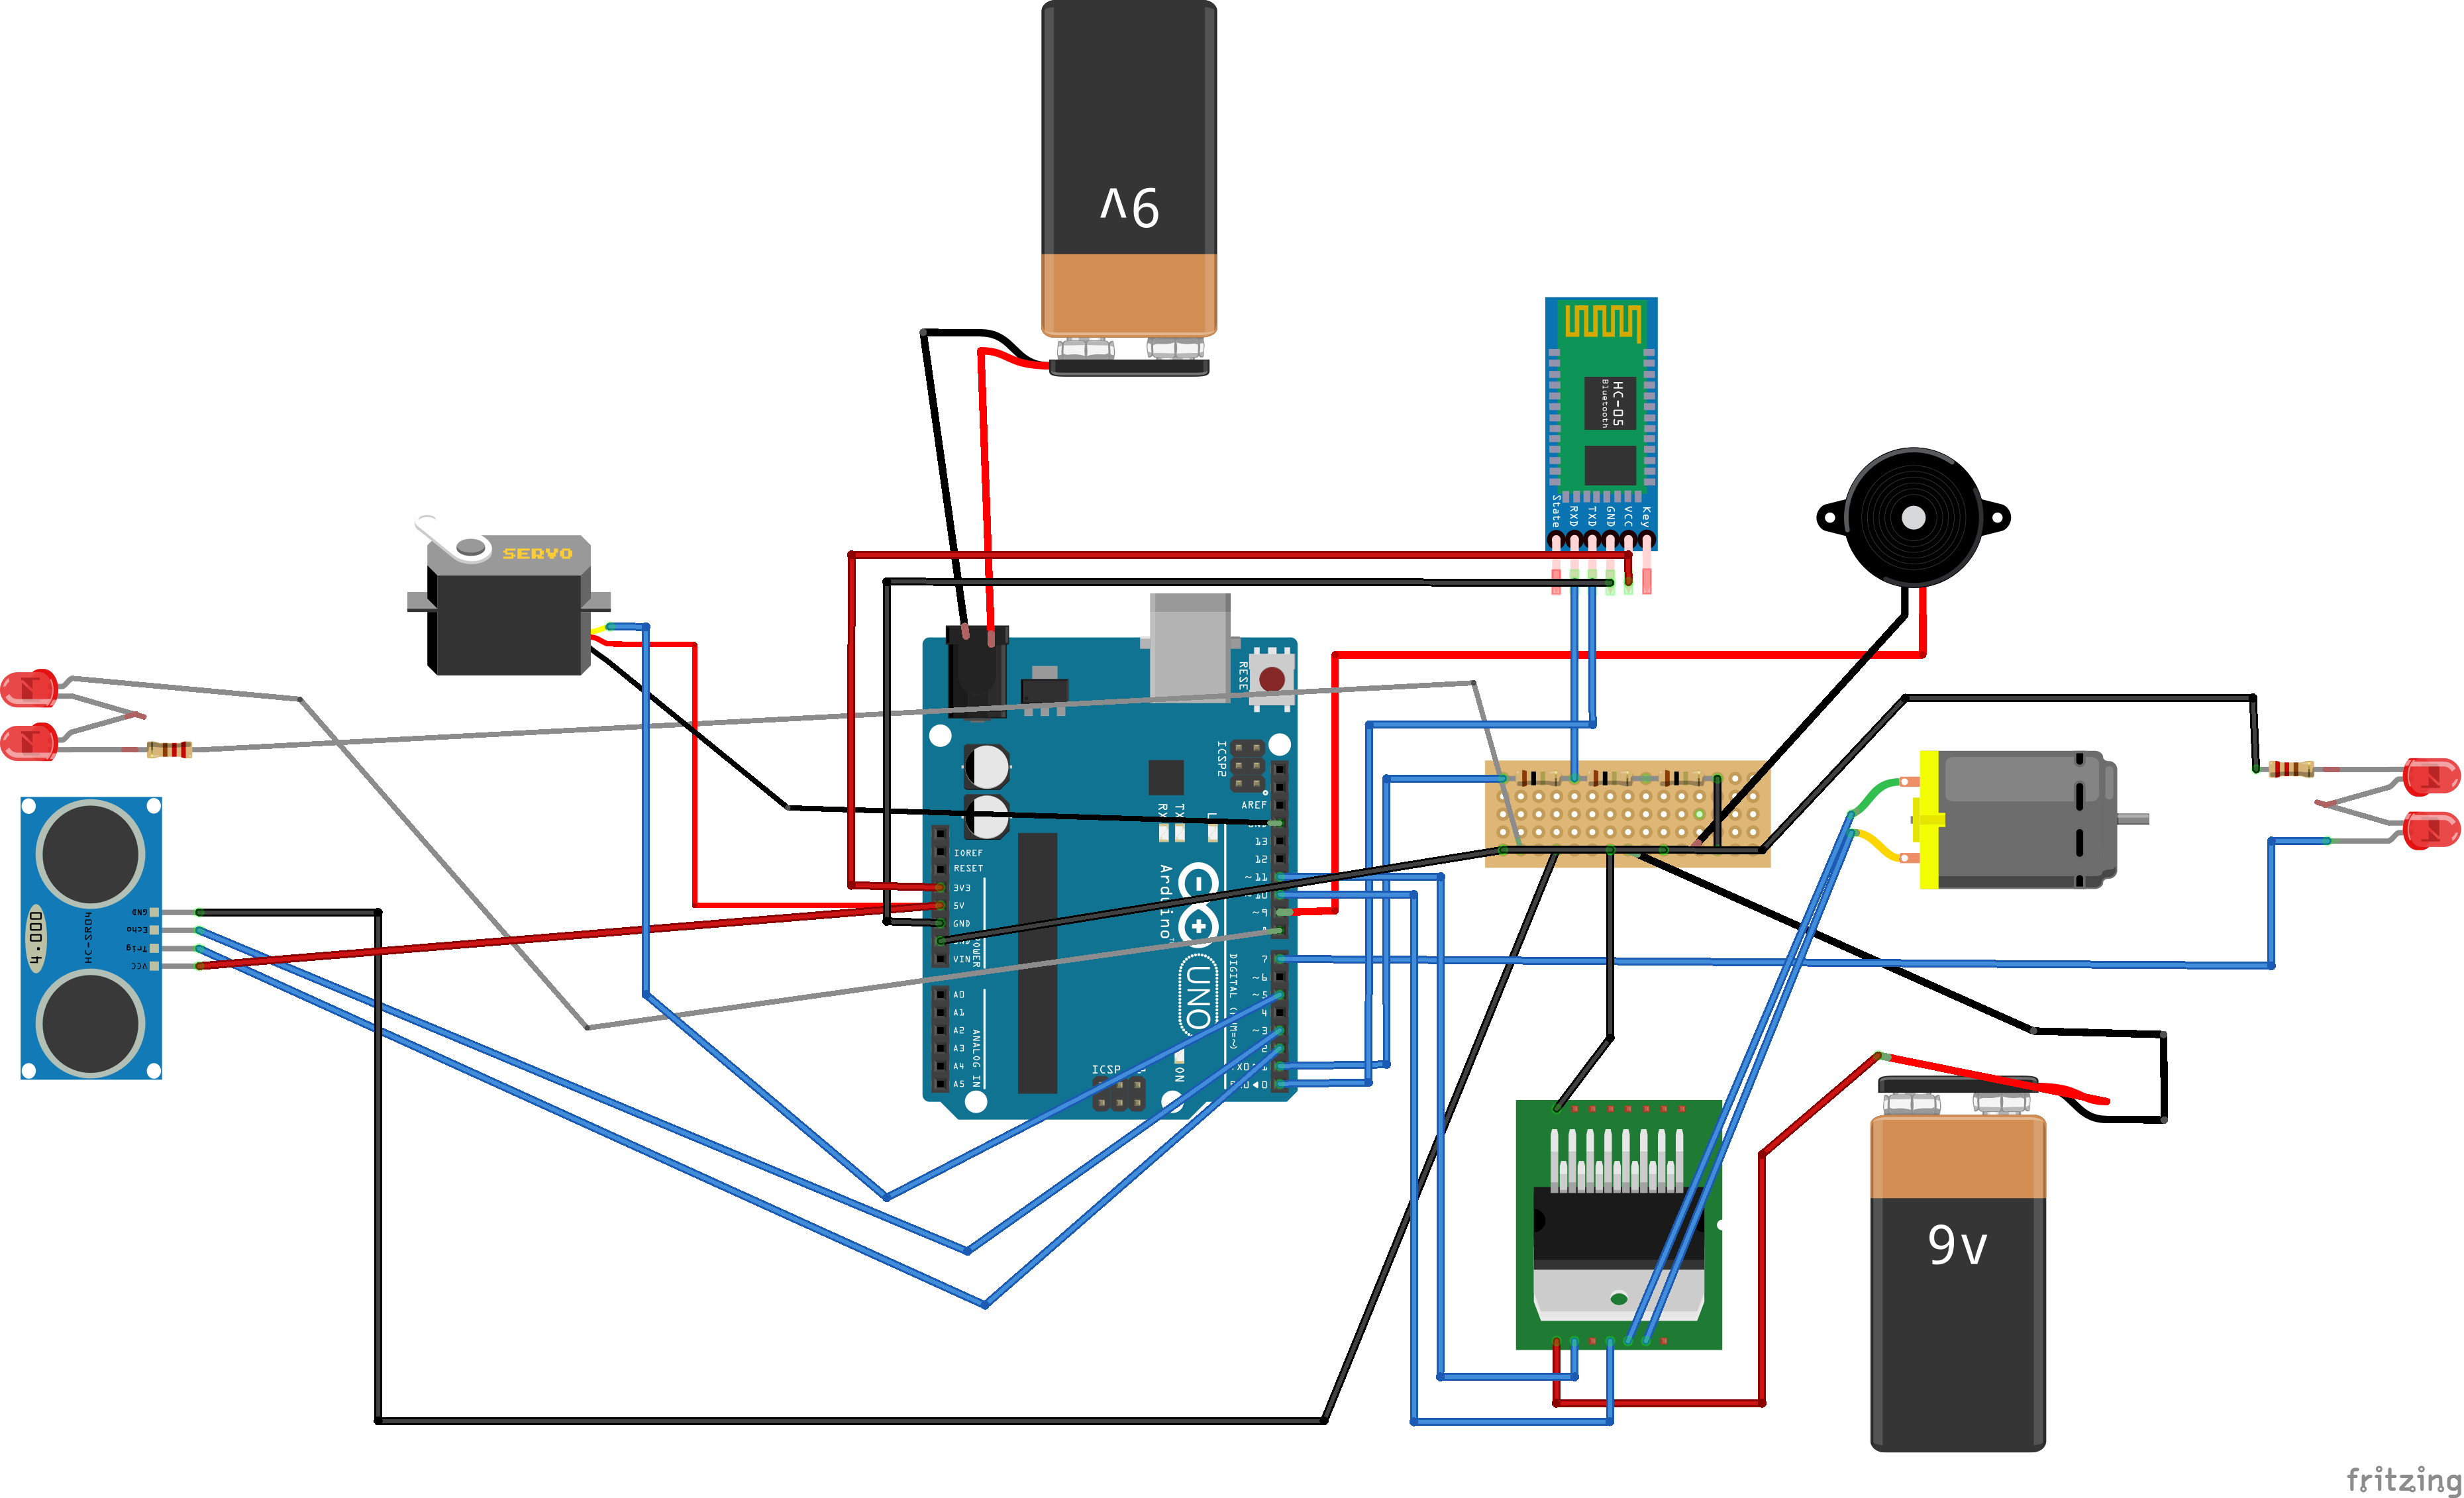 9V
HC-05
Bluetooth
State
RXD
TXD
GND
VCC
Key
SERVO
RESET
ICSP2
AREF
GND
13
12
~11
~10
~9
8
7
~6
~5
4
~3
2
TX0▶1
RX0◀0
L
TX
RX
Arduino
UNO
ON
DIGITAL (PWM=~)
IOREF
RESET
3V3
5V
GND
GND
VIN
POWER
A0
A1
A2
A3
A4
A5
ANALOG IN
ICSP
4.000
HC-SR04
GND
Echo
Trig
VCC
9V
fritzing